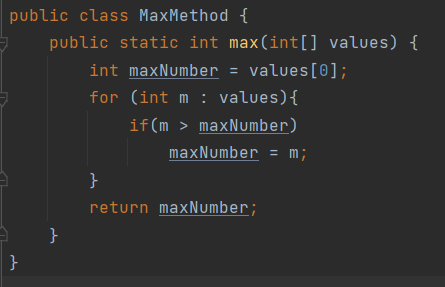 public class MaxMethod {
    public static int max(int[] values) {
        int maxNumber = values[0];
        for (int m : values){
            if(m > maxNumber)
                maxNumber = m;
        }
        return maxNumber;
    }
}